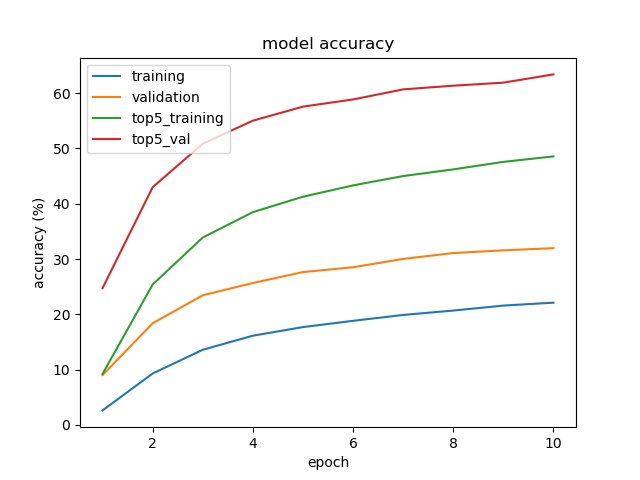 model accuracy
training
validation
top5_training
top5_val
accuracy (%)
60
50
40
30
20
10
0
2
4
6
8
10
epoch